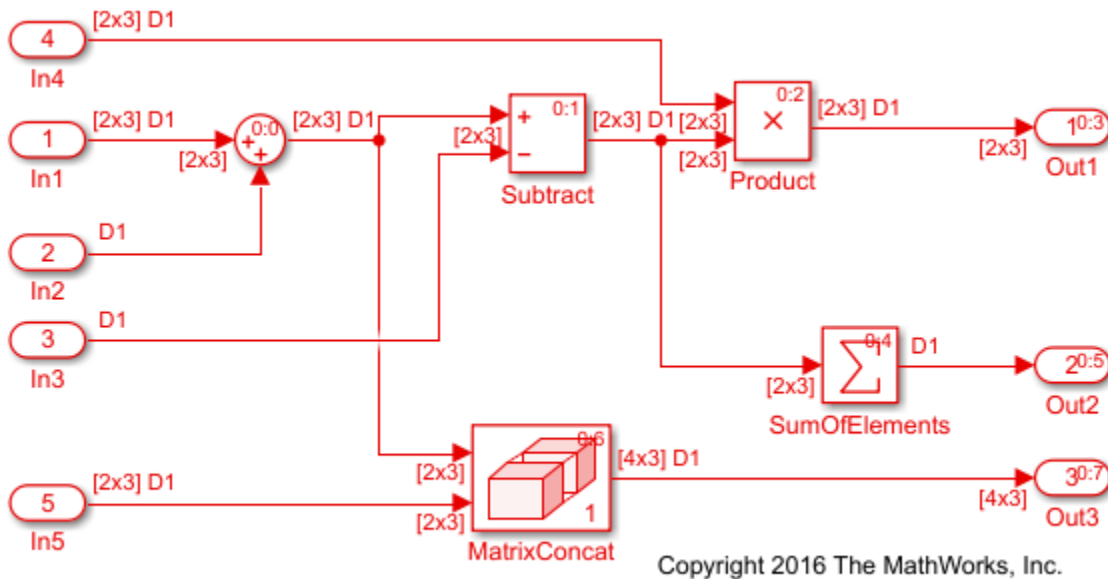 [2x3] D1
4
In4
0:2
×
[2x3]
[2x3]
[2x3] D1
Product
[2x3] D1
1
In1
[2x3]
0:0
+
+
[2x3] D1
[2x3]
0:1
+
−
Subtract
[2x3] D1
1 0:3
[2x3]
Out1
D1
2
In2
D1
3
In3
0:4
Σ
[2x3]
D1
SumOfElements
2 0:5
Out2
[2x3] D1
5
In5
0:6
1
[2x3]
[2x3]
MatrixConcat
[4x3] D1
3 0:7
[4x3]
Out3
Copyright 2016 The MathWorks, Inc.